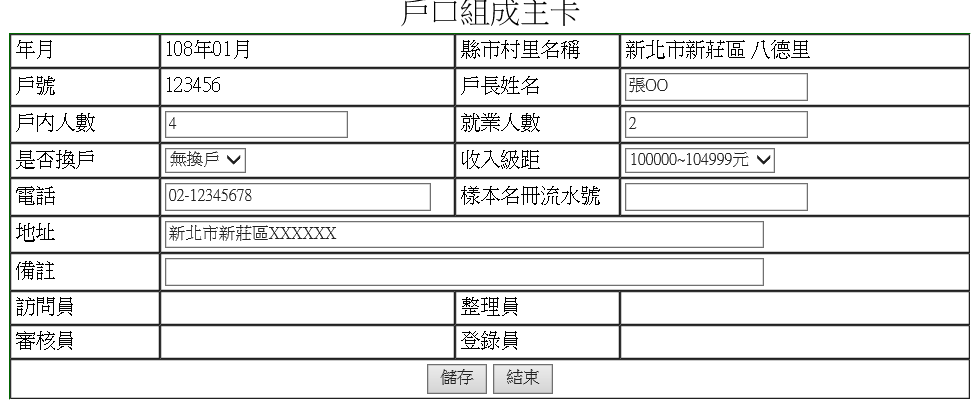 戶口組成主卡
年月 108年01月 縣市村里名稱 新北市新莊區 八德里
戶號 123456 戶長姓名 張OO
戶內人數 4 就業人數 2
是否換戶 無換戶 收入級距 100000~104999元
電話 02-12345678 樣本名冊流水號
地址 新北市新莊區XXXXXX
備註
訪問員 整理員
審核員 登錄員
儲存 結束